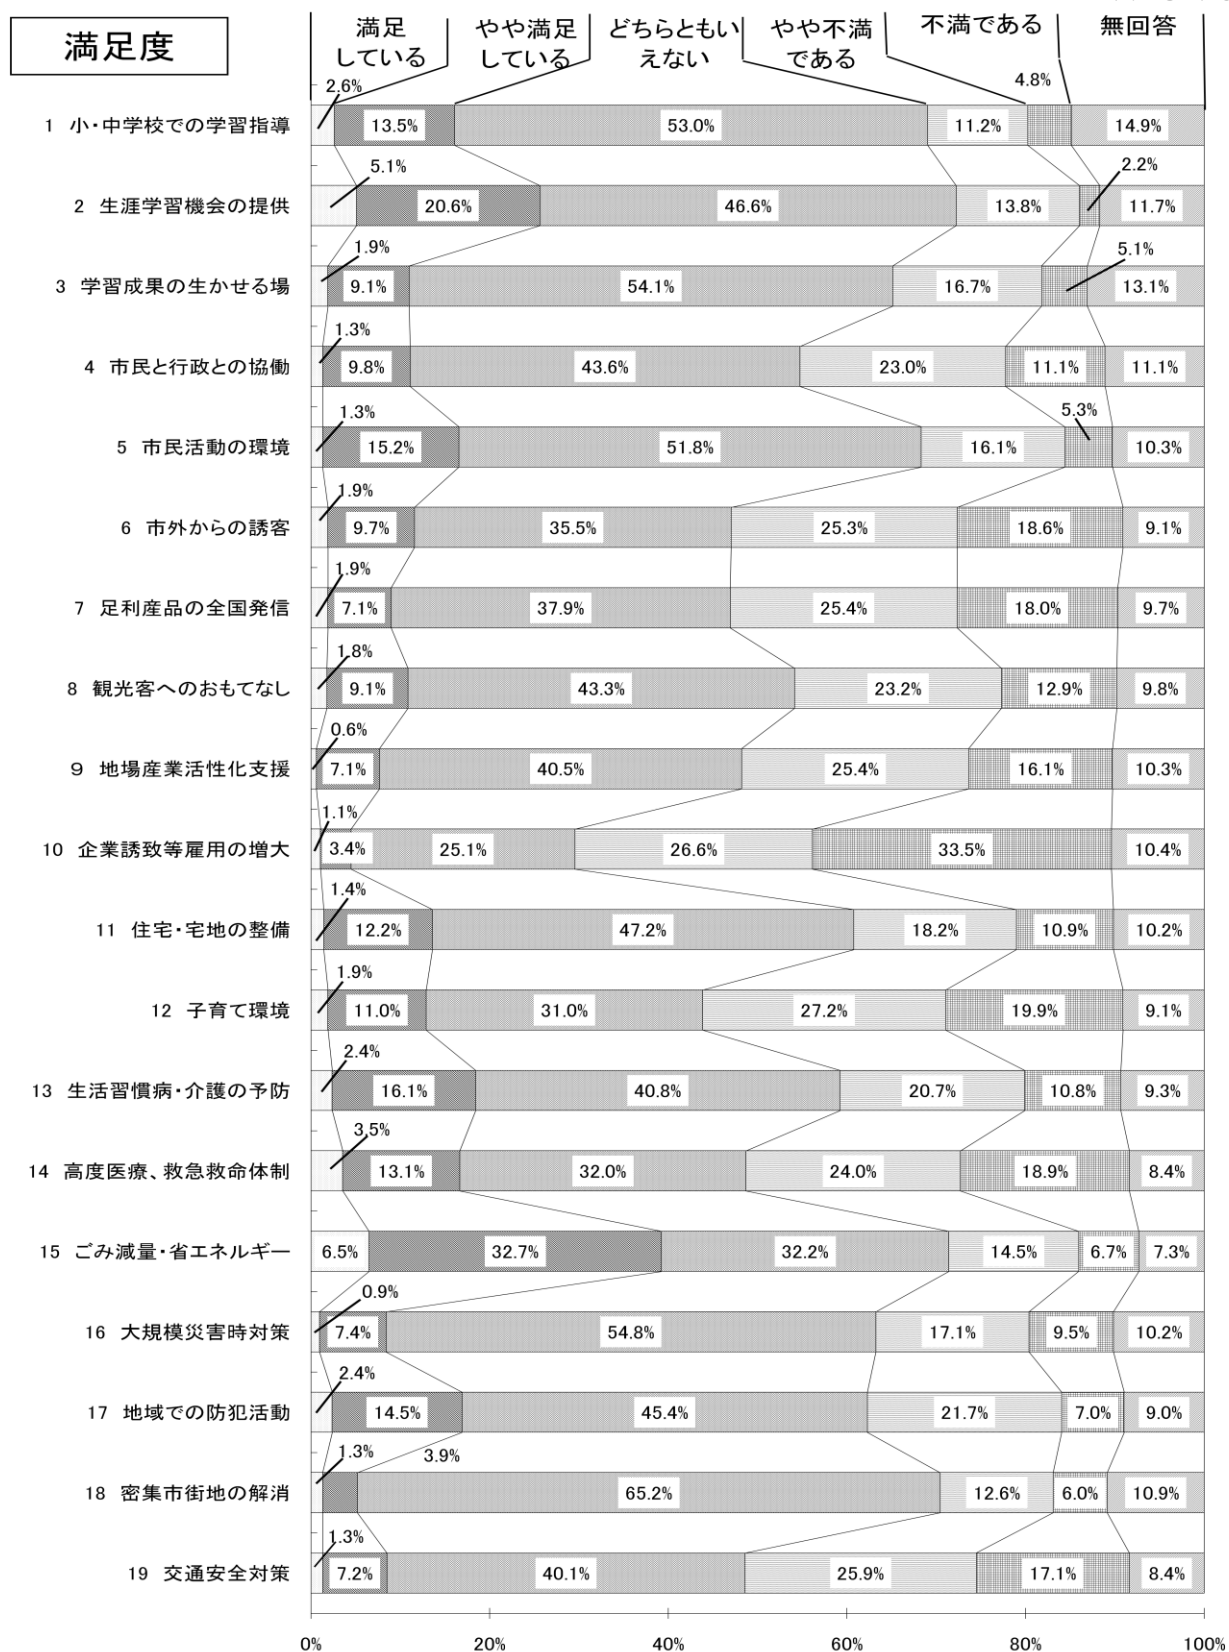 満足度
満足
している
やや満足
している
どちらともい
えない
やや不満
である
不満である
無回答
2.6%
4.8%
1 小・中学校での学習指導 13.5% 53.0% 11.2% 14.9%
5.1%
2.2%
2 生涯学習機会の提供 20.6% 46.6% 13.8% 11.7%
1.9%
5.1%
3 学習成果の生かせる場 9.1% 54.1% 16.7% 13.1%
1.3%
4 市民と行政との協働 9.8% 43.6% 23.0% 11.1% 11.1%
1.3%
5.3%
5 市民活動の環境 15.2% 51.8% 16.1% 10.3%
1.9%
6 市外からの誘客 9.7% 35.5% 25.3% 18.6% 9.1%
1.9%
7 足利産品の全国発信 7.1% 37.9% 25.4% 18.0% 9.7%
1.8%
8 観光客へのおもてなし 9.1% 43.3% 23.2% 12.9% 9.8%
0.6%
9 地場産業活性化支援 7.1% 40.5% 25.4% 16.1% 10.3%
1.1%
10 企業誘致等雇用の増大 3.4% 25.1% 26.6% 33.5% 10.4%
1.4%
11 住宅・宅地の整備 12.2% 47.2% 18.2% 10.9% 10.2%
1.9%
12 子育て環境 11.0% 31.0% 27.2% 19.9% 9.1%
2.4%
13 生活習慣病・介護の予防 16.1% 40.8% 20.7% 10.8% 9.3%
3.5%
14 高度医療、救急救命体制 13.1% 32.0% 24.0% 18.9% 8.4%
15 ごみ減量・省エネルギー 6.5% 32.7% 32.2% 14.5% 6.7% 7.3%
0.9%
16 大規模災害時対策 7.4% 54.8% 17.1% 9.5% 10.2%
2.4%
17 地域での防犯活動 14.5% 45.4% 21.7% 7.0% 9.0%
1.3% 3.9%
18 密集市街地の解消 65.2% 12.6% 6.0% 10.9%
1.3%
19 交通安全対策 7.2% 40.1% 25.9% 17.1% 8.4%
0% 20% 40% 60% 80% 100%